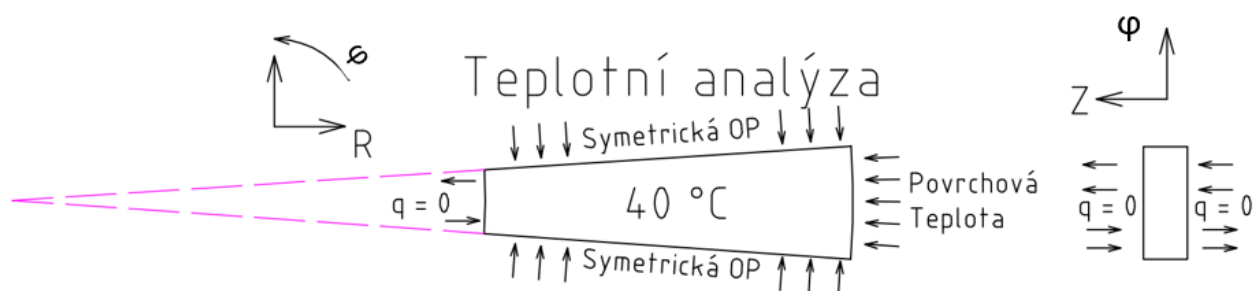 φ
R
Teplotní analýza
Symetrická OP
q = 0
40 °C
Povrchová
Teplota
Symetrická OP
φ
Z
q = 0
q = 0